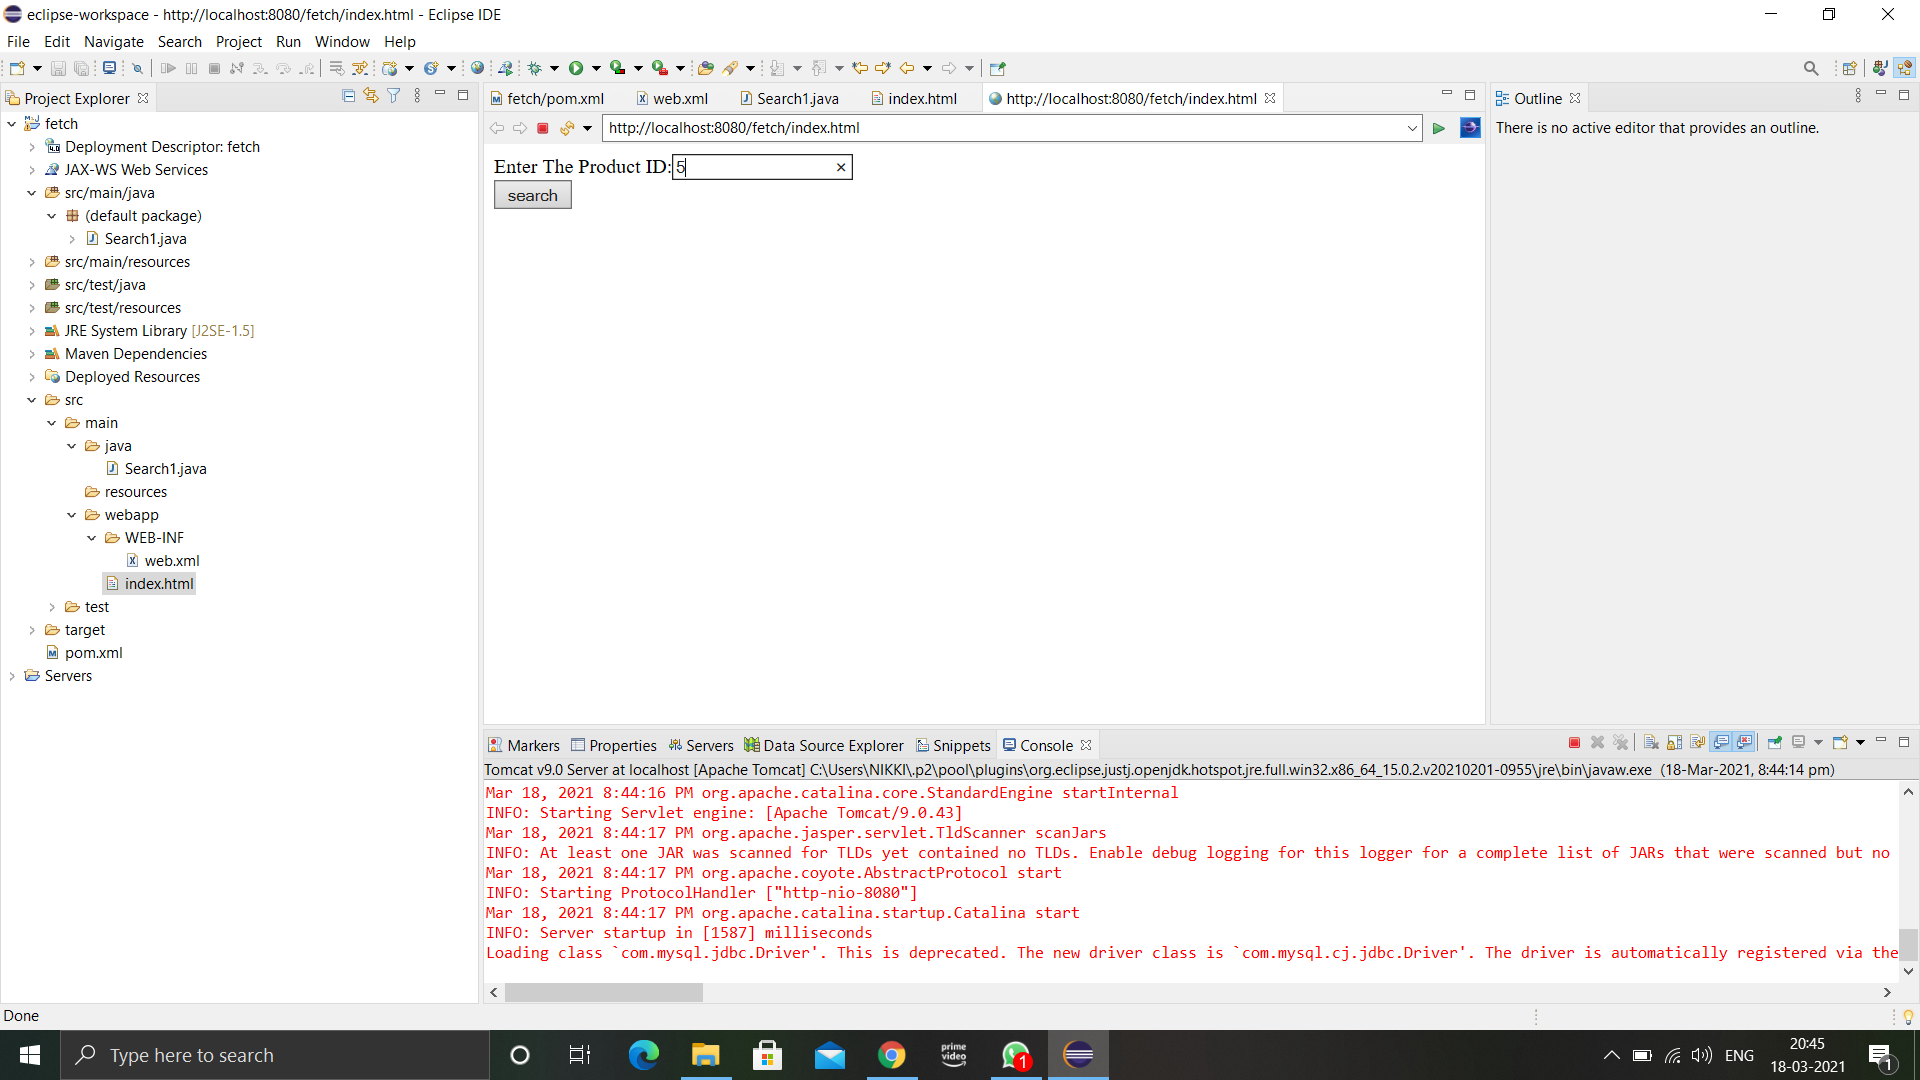 eclipse-workspace - http://localhost:8080/fetch/index.html - Eclipse IDE
File Edit Navigate Search Project Run Window Help
Project Explorer
fetch
Deployment Descriptor: fetch
JAX-WS Web Services
src/main/java
(default package)
Search1.java
src/main/resources
src/test/java
src/test/resources
JRE System Library [J2SE-1.5]
Maven Dependencies
Deployed Resources
src
main
java
Search1.java
resources
webapp
WEB-INF
web.xml
index.html
test
target
pom.xml
Servers
fetch/pom.xml web.xml Search1.java index.html http://localhost:8080/fetch/index.html
http://localhost:8080/fetch/index.html
Enter The Product ID: 5
search
Outline
There is no active editor that provides an outline.
Markers Properties Servers Data Source Explorer Snippets Console
Tomcat v9.0 Server at localhost [Apache Tomcat] C:\Users\NIKKI\.p2\pool\plugins\org.eclipse.justj.openjdk.hotspot.jre.full.win32.x86_64_15.0.2.v20210201-0955\jre\bin\javaw.exe (18-Mar-2021, 8:44:14 pm)
Mar 18, 2021 8:44:16 PM org.apache.catalina.core.StandardEngine startInternal
INFO: Starting Servlet engine: [Apache Tomcat/9.0.43]
Mar 18, 2021 8:44:17 PM org.apache.jasper.servlet.TldScanner scanJars
INFO: At least one JAR was scanned for TLDs yet contained no TLDs. Enable debug logging for this logger for a complete list of JARs that were scanned but no
Mar 18, 2021 8:44:17 PM org.apache.coyote.AbstractProtocol start
INFO: Starting ProtocolHandler ["http-nio-8080"]
Mar 18, 2021 8:44:17 PM org.apache.catalina.startup.Catalina start
INFO: Server startup in [1587] milliseconds
Loading class `com.mysql.jdbc.Driver'. This is deprecated. The new driver class is `com.mysql.cj.jdbc.Driver'. The driver is automatically registered via the
Done
Type here to search
prime video
1
ENG
20:45
18-03-2021
1